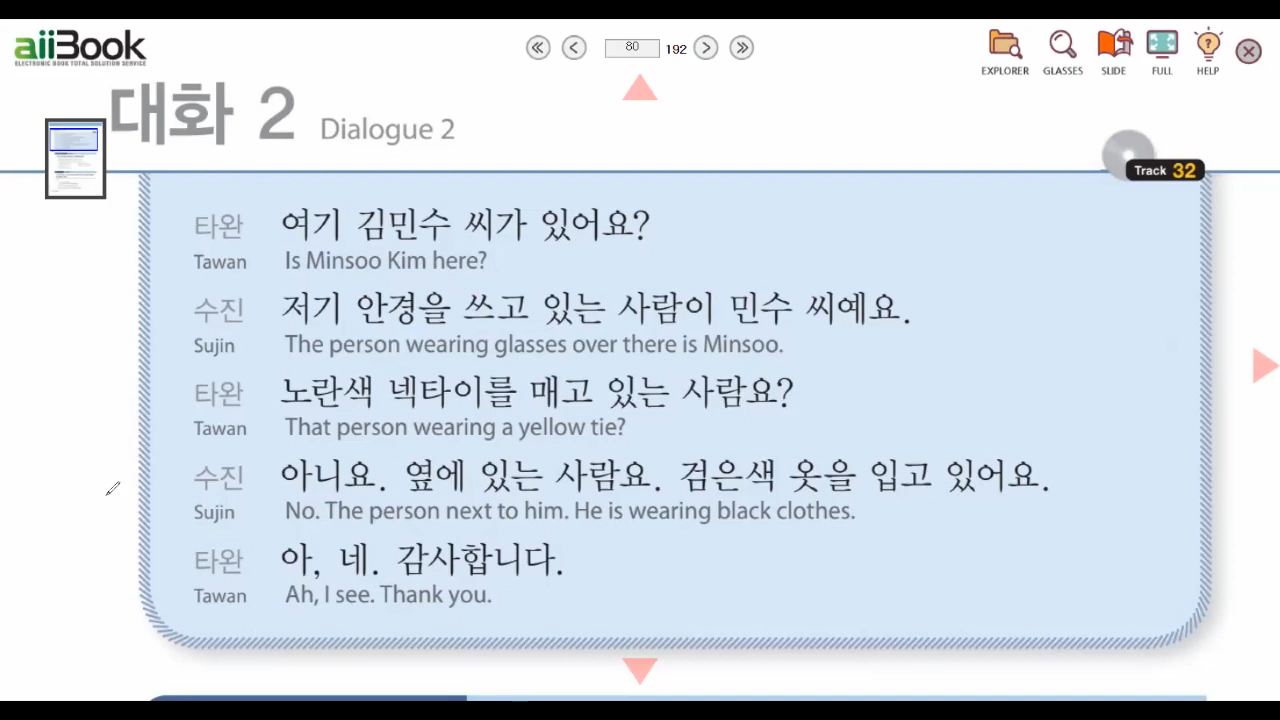 aiiBook
ELECTRONIC BOOK TOTAL SOLUTION SERVICE
80 192
EXPLORER GLASSES SLIDE FULL HELP
대화 2 Dialogue 2
Track 32
타완 여기 김민수 씨가 있어요?
Tawan Is Minsoo Kim here?
수진 저기 안경을 쓰고 있는 사람이 민수 씨예요.
Sujin The person wearing glasses over there is Minsoo.
타완 노란색 넥타이를 매고 있는 사람요?
Tawan That person wearing a yellow tie?
수진 아니요. 옆에 있는 사람요. 검은색 옷을 입고 있어요.
Sujin No. The person next to him. He is wearing black clothes.
타완 아, 네. 감사합니다.
Tawan Ah, I see. Thank you.